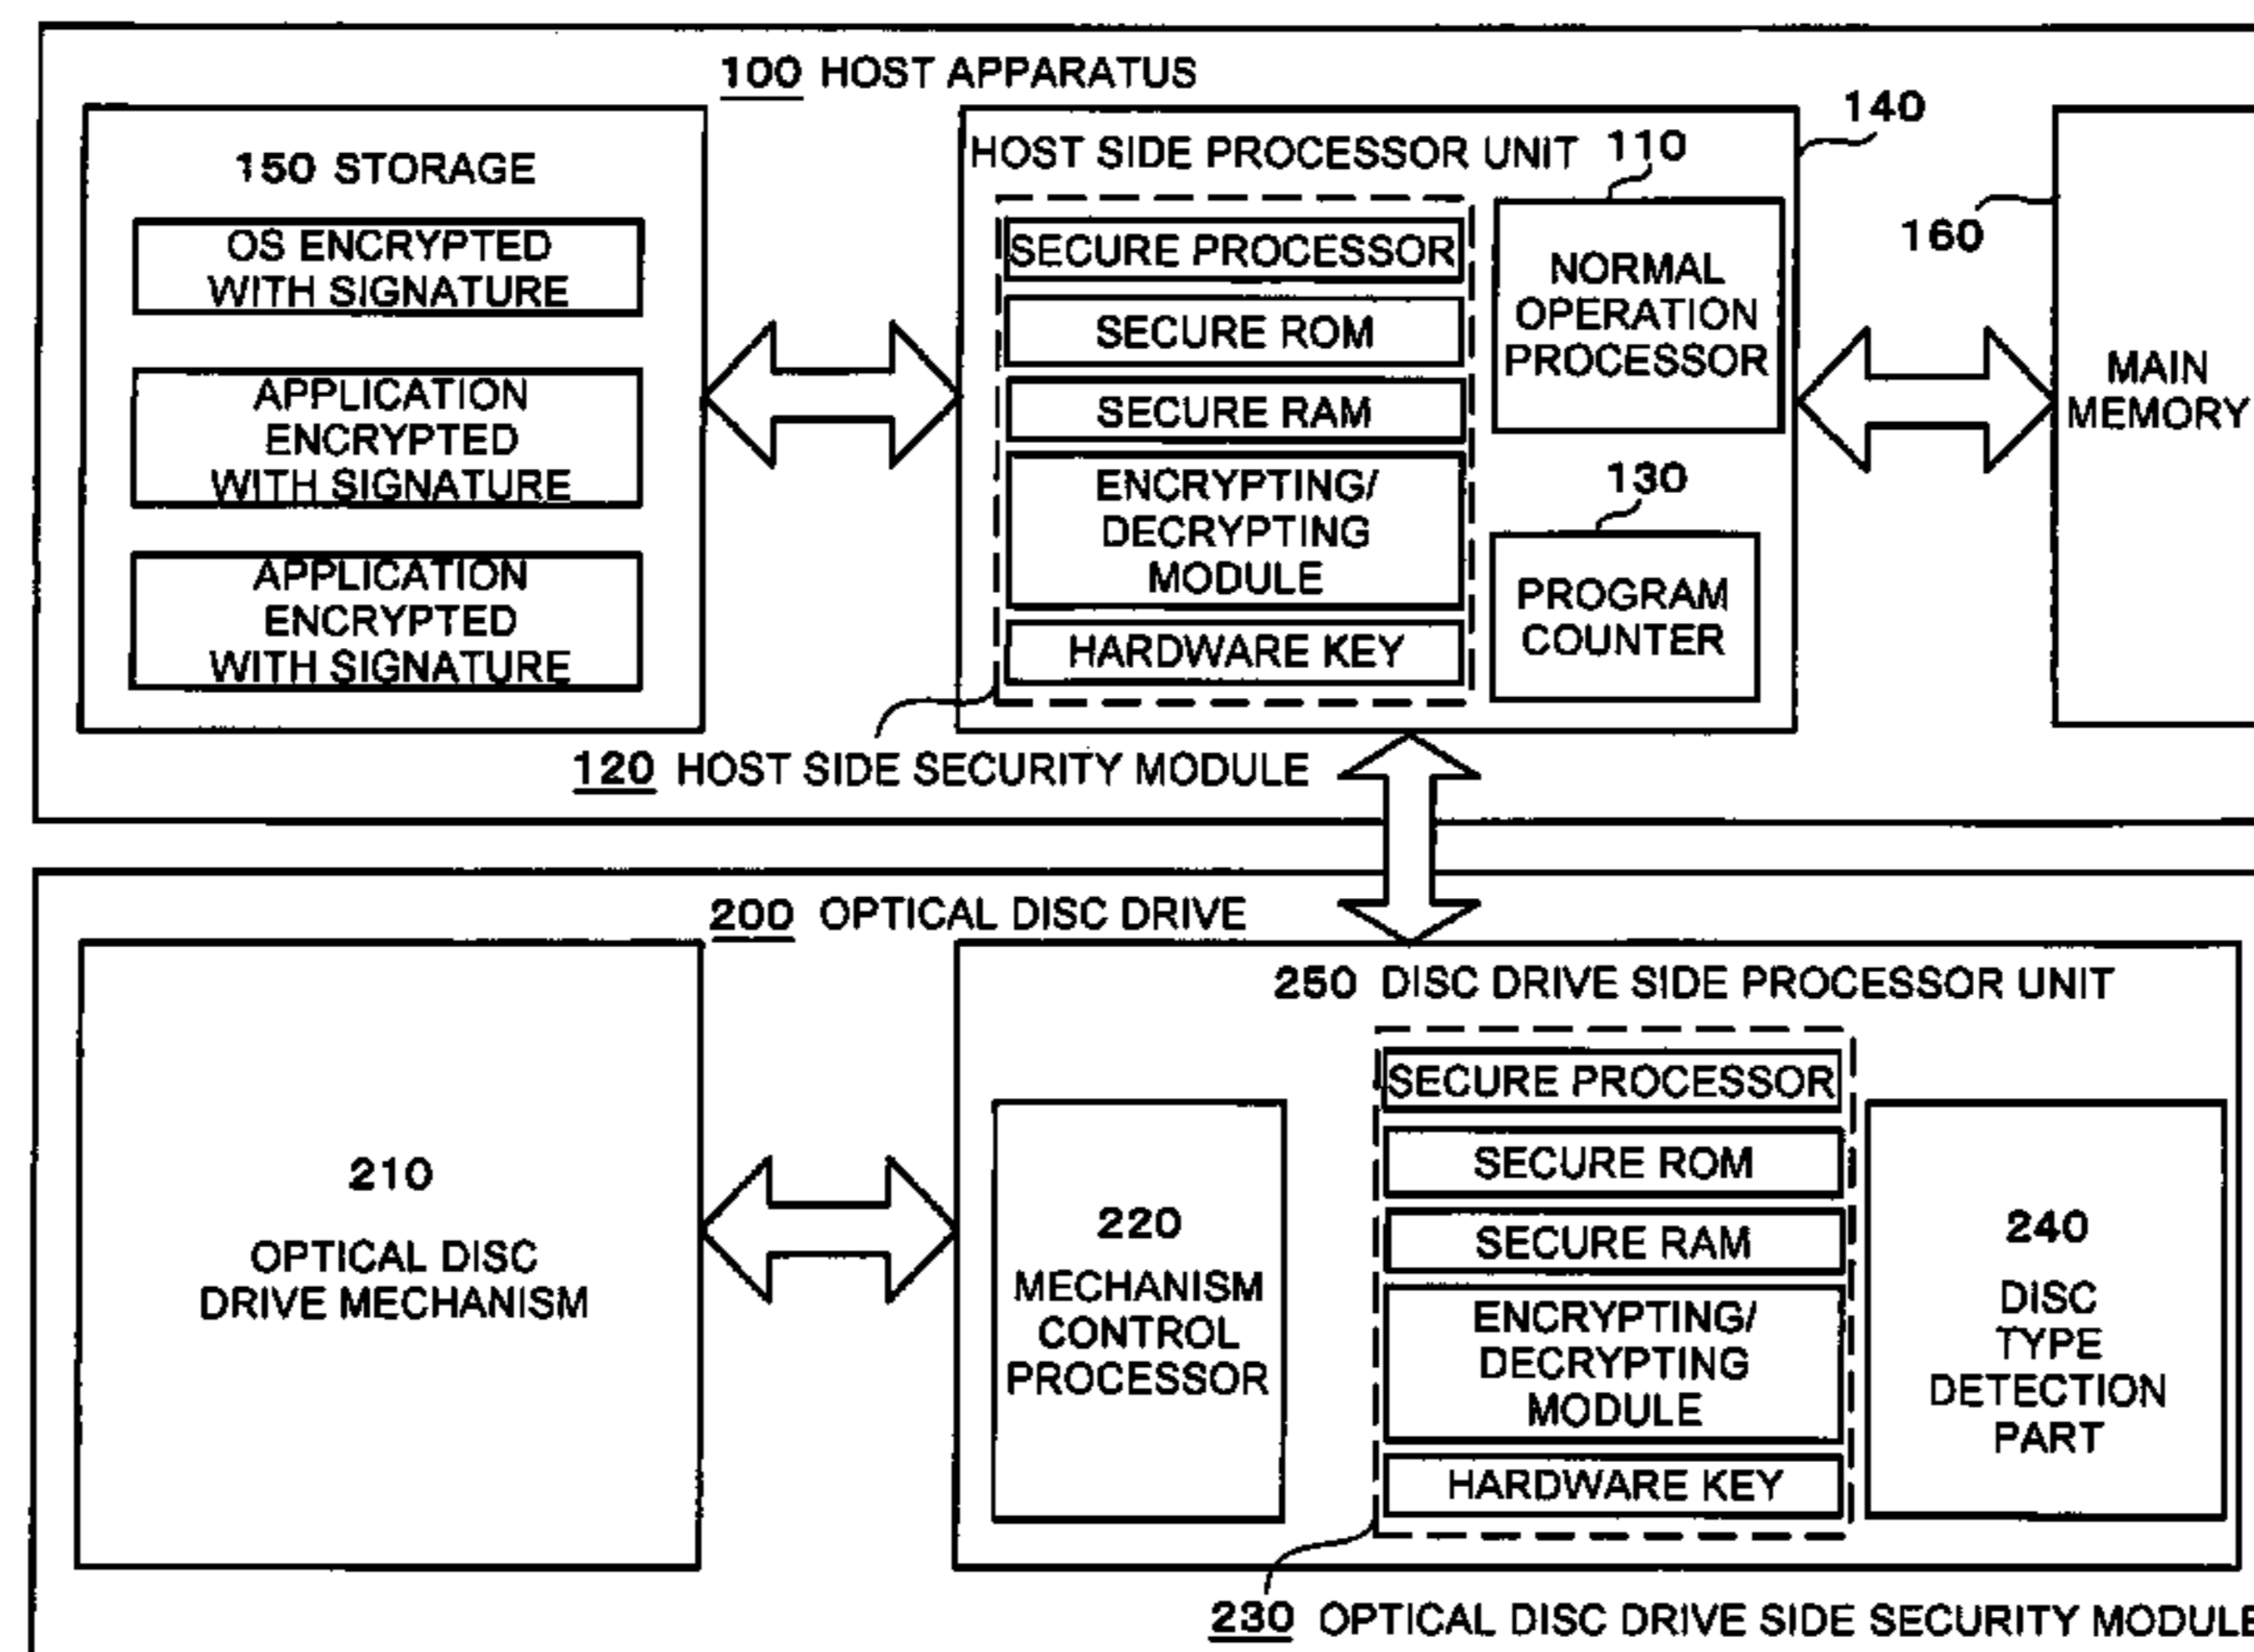 100 HOST APPARATUS
150 STORAGE
OS ENCRYPTED
WITH SIGNATURE
APPLICATION
ENCRYPTED
WITH SIGNATURE
APPLICATION
ENCRYPTED
WITH SIGNATURE
HOST SIDE PROCESSOR UNIT
110
140
SECURE PROCESSOR
SECURE ROM
SECURE RAM
ENCRYPTING/
DECRYPTING
MODULE
HARDWARE KEY
NORMAL
OPERATION
PROCESSOR
130
PROGRAM
COUNTER
160
MAIN
MEMORY
120 HOST SIDE SECURITY MODULE
200 OPTICAL DISC DRIVE
210
OPTICAL DISC
DRIVE MECHANISM
250 DISC DRIVE SIDE PROCESSOR UNIT
220
MECHANISM
CONTROL
PROCESSOR
SECURE PROCESSOR
SECURE ROM
SECURE RAM
ENCRYPTING/
DECRYPTING
MODULE
HARDWARE KEY
240
DISC
TYPE
DETECTION
PART
230 OPTICAL DISC DRIVE SIDE SECURITY MODULE